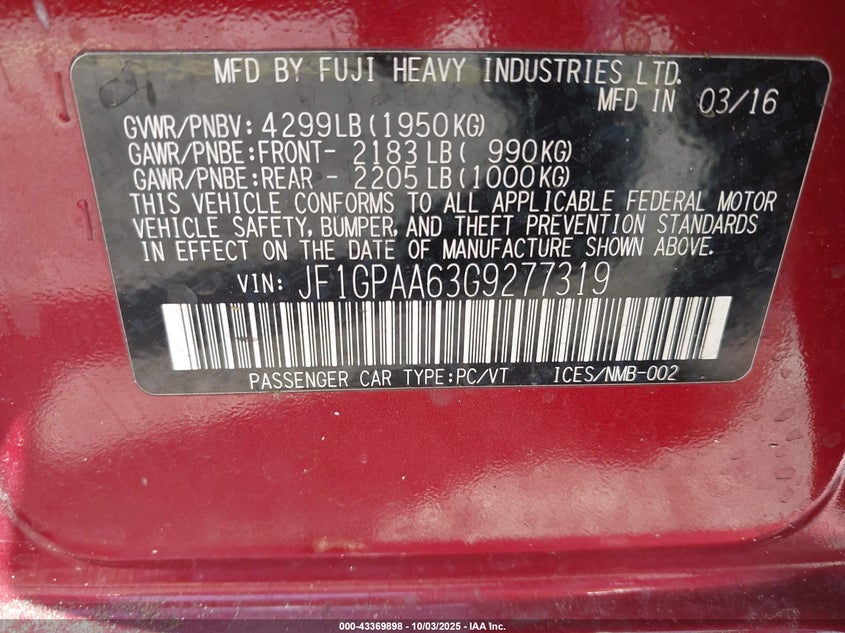 MFD BY FUJI HEAVY INDUSTRIES LTD.
MFD IN 03/16
GVWR/PNBV: 4299LB (1950KG)
GAWR/PNBE: FRONT- 2183 LB ( 990KG)
GAWR/PNBE: REAR - 2205 LB (1000KG)
THIS VEHICLE CONFORMS TO ALL APPLICABLE FEDERAL MOTOR
VEHICLE SAFETY, BUMPER, AND THEFT PREVENTION STANDARDS
IN EFFECT ON THE DATE OF MANUFACTURE SHOWN ABOVE.
VIN: JF1GPAA63G9277319
PASSENGER CAR TYPE:PC/VT ICES/NMB-002
000-43369898 - 10/03/2025 - IAA Inc.